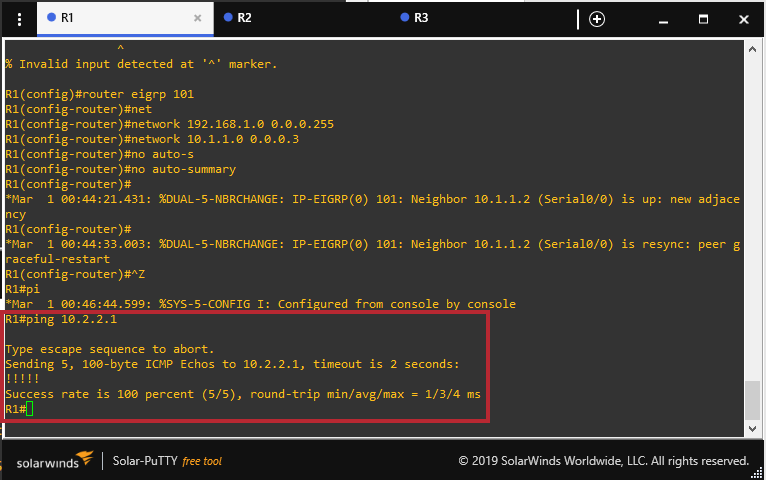 R1
R2
R3
^
% Invalid input detected at '^' marker.
R1(config)#router eigrp 101
R1(config-router)#net
R1(config-router)#network 192.168.1.0 0.0.0.255
R1(config-router)#network 10.1.1.0 0.0.0.3
R1(config-router)#no auto-s
R1(config-router)#no auto-summary
R1(config-router)#
*Mar  1 00:44:21.431: %DUAL-5-NBRCHANGE: IP-EIGRP(0) 101: Neighbor 10.1.1.2 (Serial0/0) is up: new adjace
ncy
R1(config-router)#
*Mar  1 00:44:33.003: %DUAL-5-NBRCHANGE: IP-EIGRP(0) 101: Neighbor 10.1.1.2 (Serial0/0) is resync: peer g
raceful-restart
R1(config-router)#^Z
R1#pi
*Mar  1 00:46:44.599: %SYS-5-CONFIG I: Configured from console by console
R1#ping 10.2.2.1
Type escape sequence to abort.
Sending 5, 100-byte ICMP Echos to 10.2.2.1, timeout is 2 seconds:
!!!!!
Success rate is 100 percent (5/5), round-trip min/avg/max = 1/3/4 ms
R1#
solarwinds Solar-PuTTY free tool © 2019 SolarWinds Worldwide, LLC. All rights reserved.